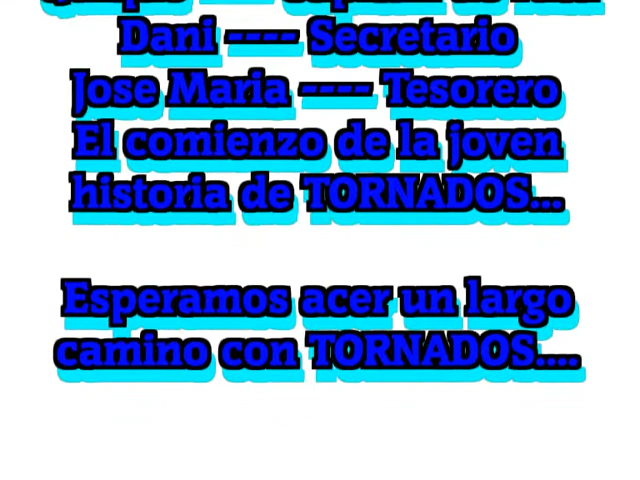 Dani ---- Secretario
Jose Maria ---- Tesorero
El comienzo de la joven
historia de TORNADOS...
Esperamos acer un largo
camino con TORNADOS....